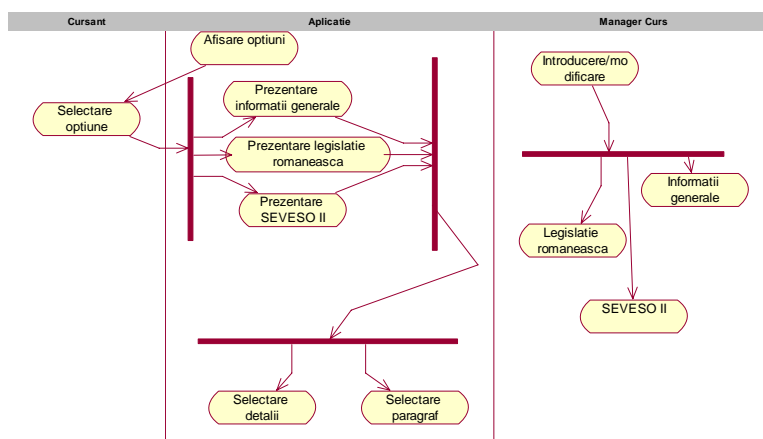 Cursant
Aplicatie
Manager Curs
Afisare optiuni
Selectare
optiune
Prezentare
informatii generale
Prezentare legislatie
romaneasca
Prezentare
SEVESO II
Selectare
detalii
Selectare
paragraf
Introducere/mo
dificare
Informatii
generale
Legislatie
romaneasca
SEVESO II